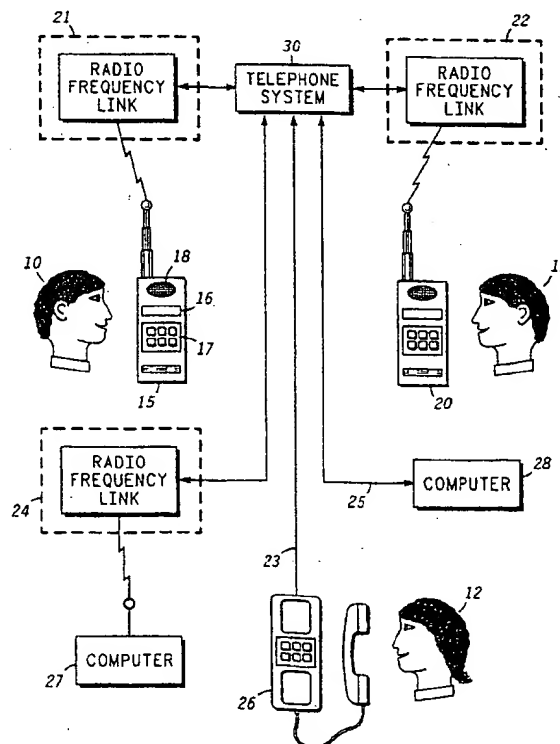 21
30
22
RADIO
FREQUENCY
LINK
TELEPHONE
SYSTEM
RADIO
FREQUENCY
LINK
10
18
16
17
15
20
RADIO
FREQUENCY
LINK
24
COMPUTER
28
25
23
12
COMPUTER
27
26